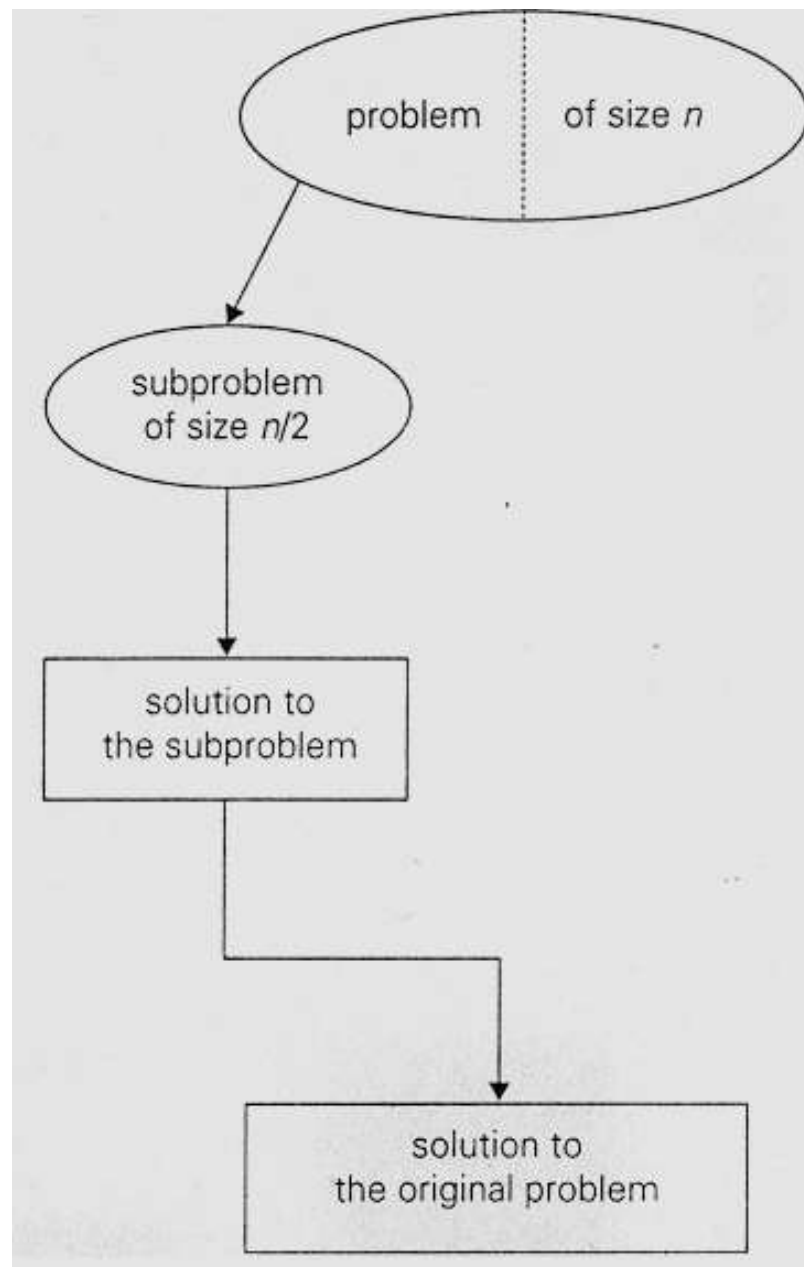 problem of size n
subproblem
of size n/2
solution to
the subproblem
solution to
the original problem